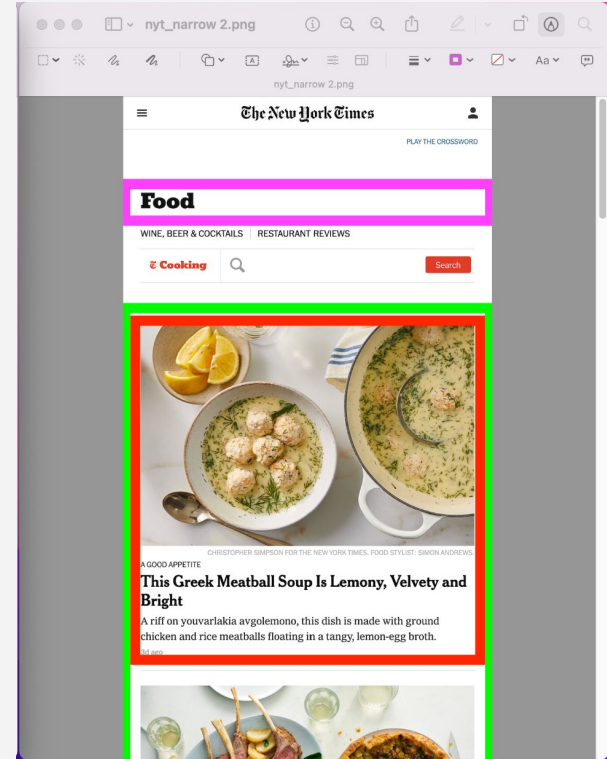 nyt_narrow 2.png
Aa
nyt_narrow 2.png
The New York Times
PLAY THE CROSSWORD
Food
WINE, BEER & COCKTAILS | RESTAURANT REVIEWS
T Cooking
Search
CHRISTOPHER SIMPSON FOR THE NEW YORK TIMES. FOOD STYLIST: SIMON ANDREWS.
A GOOD APPETITE
This Greek Meatball Soup Is Lemony, Velvety and
Bright
A riff on youvarlakia avgolemono, this dish is made with ground
chicken and rice meatballs floating in a tangy, lemon-egg broth.
3d ago